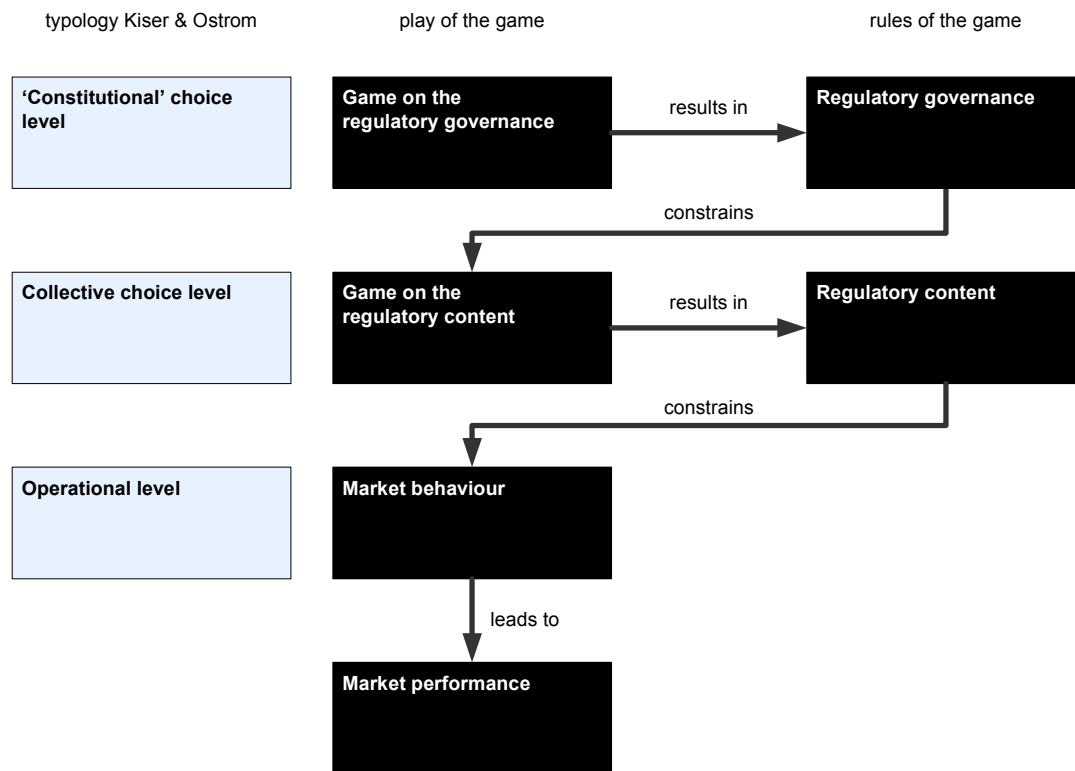 typology Kiser & Ostrom
play of the game
rules of the game
‘Constitutional’ choice
level
Game on the
regulatory governance
results in
Regulatory governance
constrains
Collective choice level
Game on the
regulatory content
results in
Regulatory content
constrains
Operational level
Market behaviour
leads to
Market performance